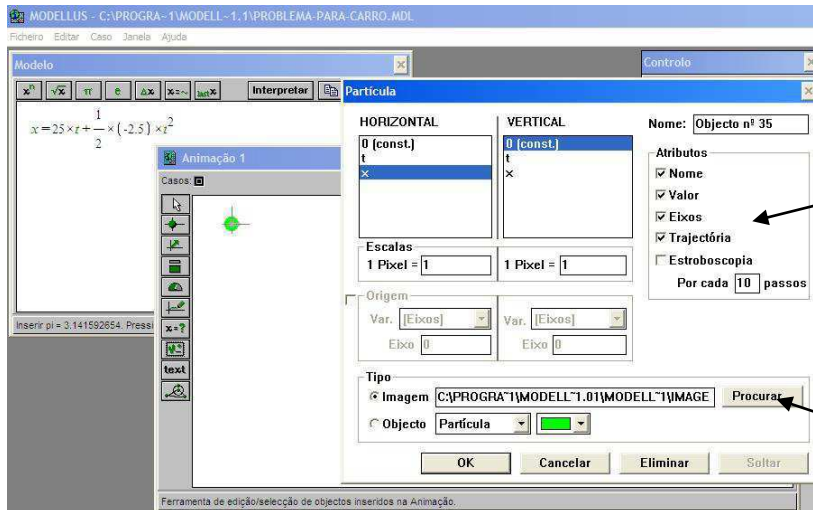 MODELLUS - C:\PROGRA~1\MODELL~1.1\PROBLEMA-PARA-CARRO.MDL
Ficheiro Editar Caso Janela Ajuda
Modelo
Controlo
xⁿ √x π e Δx x=~ last x Interpretar
x = 25 × t + 1/2 × (-2.5) × t²
Inserir pi = 3.141592654. Pressi
Animação 1
Casos:
x=?
text
Ferramenta de edição/selecção de objectos inseridos na Animação.
Partícula
HORIZONTAL VERTICAL Nome: Objecto nº 35
0 (const.) 0 (const.)
t t
x x
Atributos
Nome
Valor
Eixos
Trajectória
Estroboscopia
Por cada 10 passos
Escalas
1 Pixel = 1 1 Pixel = 1
Origem
Var. [Eixos] Var. [Eixos]
Eixo 0 Eixo 0
Tipo
Imagem C:\PROGRA~1\MODELL~1.01\MODELL~1\IMAGE Procurar
Objecto Partícula
OK Cancelar Eliminar Soltar